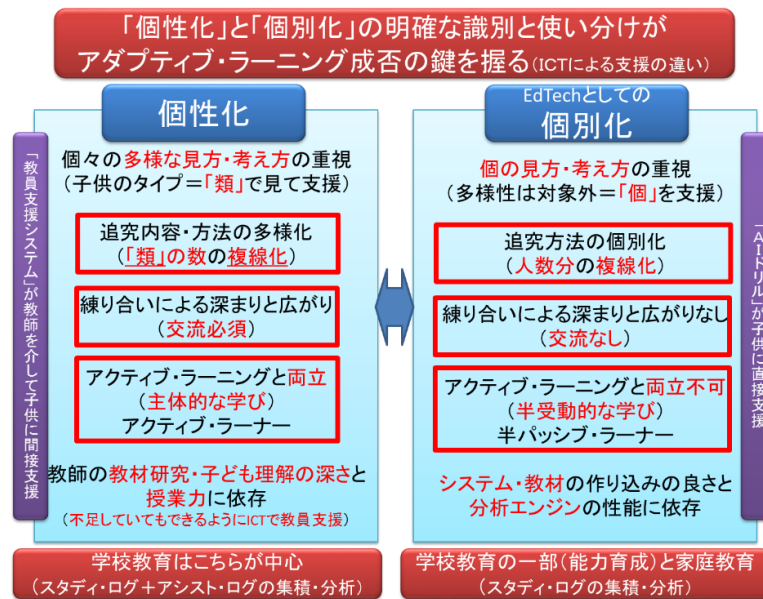 「個性化」と「個別化」の明確な識別と使い分けが
アダプティブ・ラーニング成否の鍵を握る(ICTによる支援の違い)
個性化
「教員支援システム」が教師を介して子供に間接支援
個々の多様な見方・考え方の重視
(子供のタイプ=「類」で見て支援)
追究内容・方法の多様化
(「類」の数の複線化)
練り合いによる深まりと広がり
(交流必須)
アクティブ・ラーニングと両立
(主体的な学び)
アクティブ・ラーナー
教師の教材研究・子ども理解の深さと
授業力に依存
(不足していてもできるようにICTで教員支援)
学校教育はこちらが中心
(スタディ・ログ+アシスト・ログの集積・分析)
EdTechとしての
個別化
個の見方・考え方の重視
(多様性は対象外=「個」を支援)
追究方法の個別化
(人数分の複線化)
練り合いによる深まりと広がりなし
(交流なし)
アクティブ・ラーニングと両立不可
(半受動的な学び)
半パッシブ・ラーナー
システム・教材の作り込みの良さと
分析エンジンの性能に依存
「AIドリル」が子供に直接支援
学校教育の一部(能力育成)と家庭教育
(スタディ・ログの集積・分析)